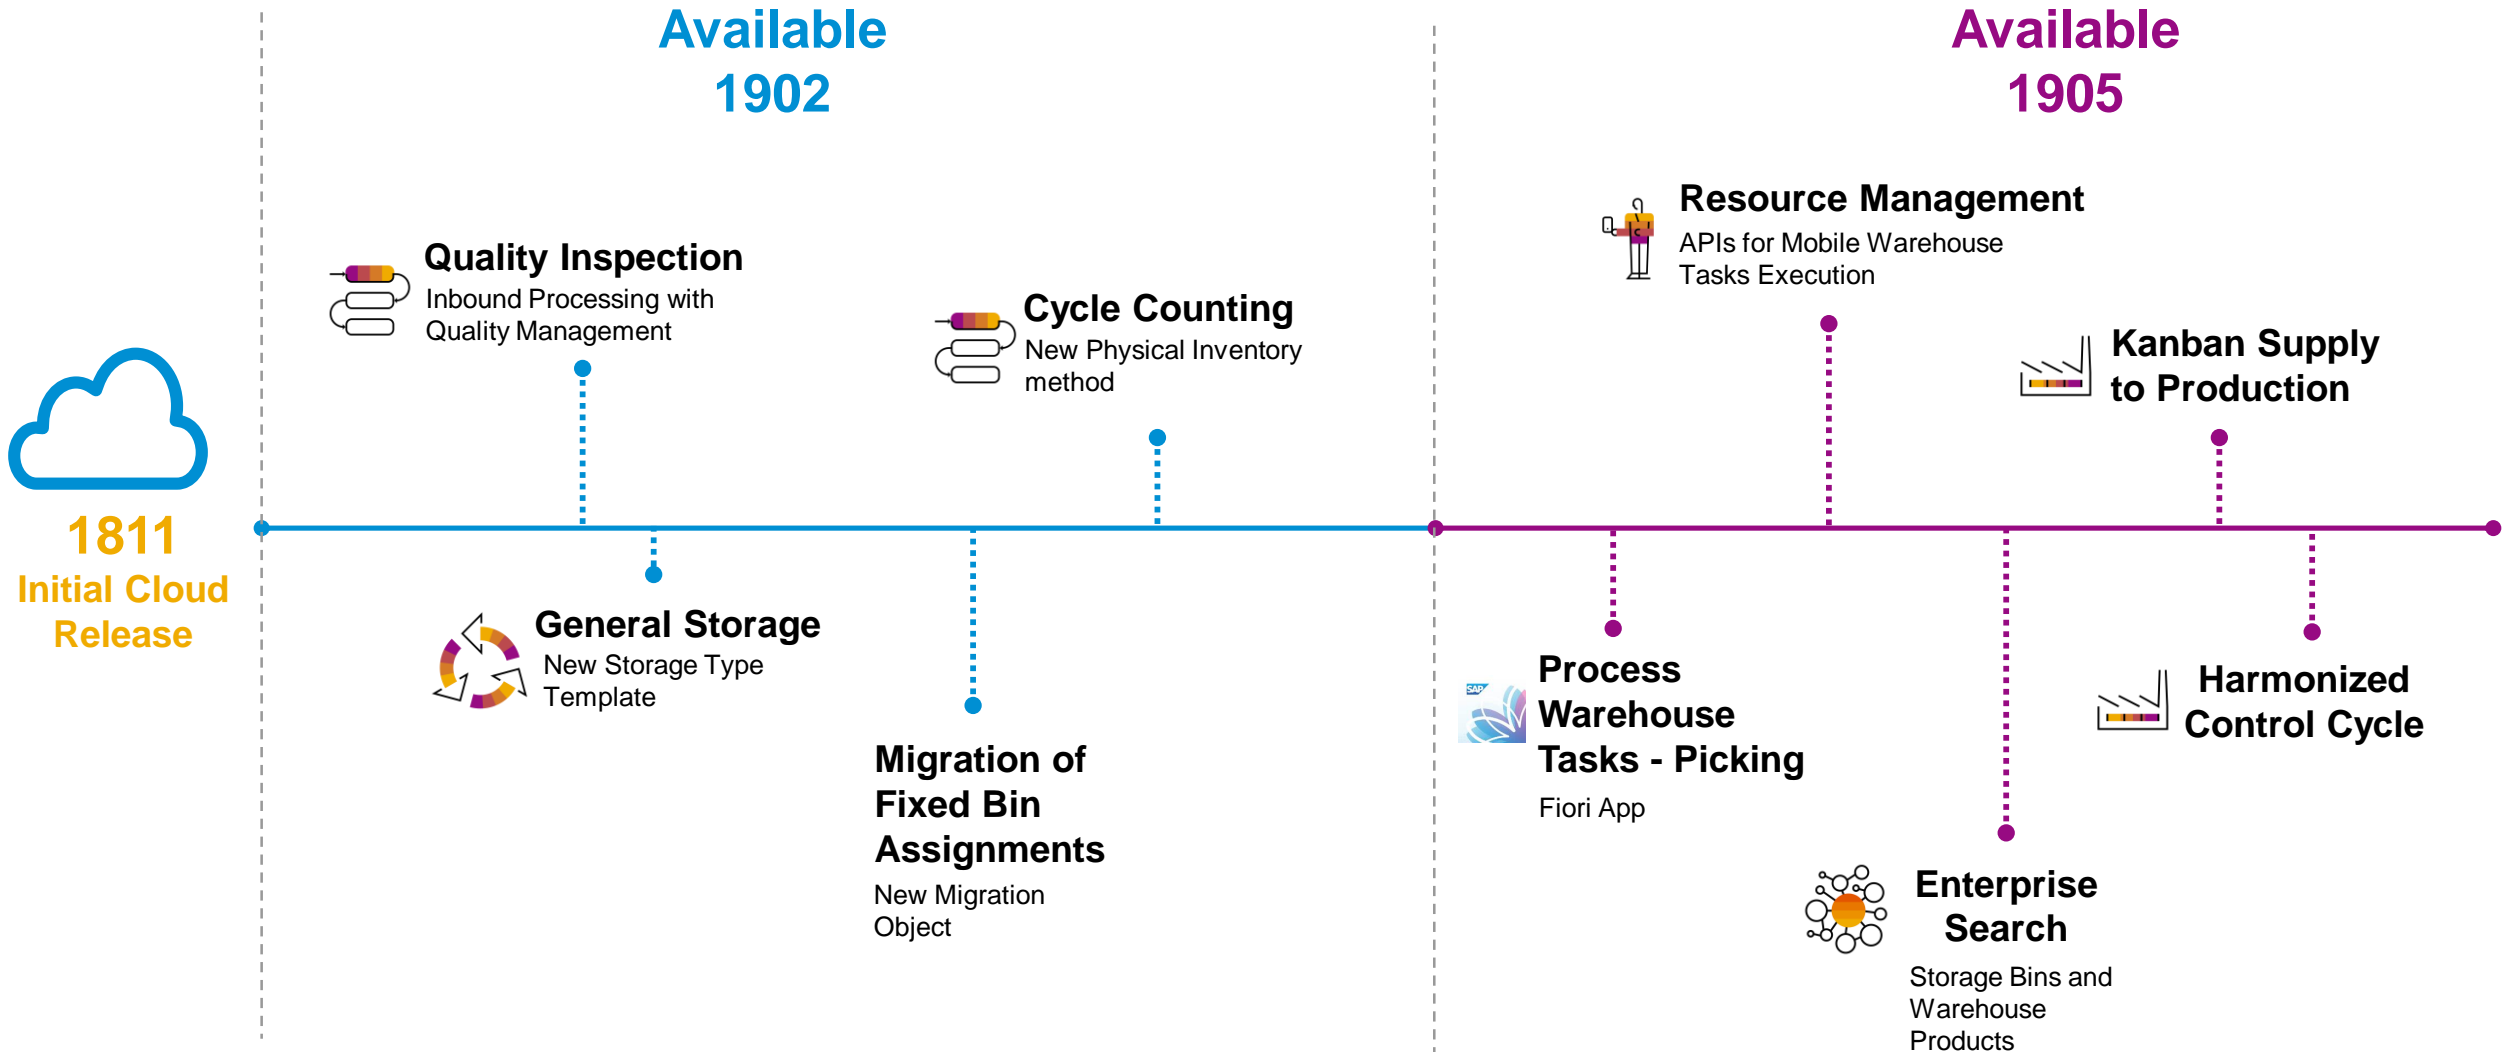 Available
1902
Available
1905
Resource Management
APIs for Mobile Warehouse
Tasks Execution
Quality Inspection
Inbound Processing with
Quality Management
Cycle Counting
New Physical Inventory
method
Kanban Supply
to Production
1811
Initial Cloud
Release
General Storage
New Storage Type
Template
Migration of
Fixed Bin
Assignments
New Migration
Object
SAP
Process
Warehouse
Tasks - Picking
Fiori App
Harmonized
Control Cycle
Enterprise
Search
Storage Bins and
Warehouse
Products